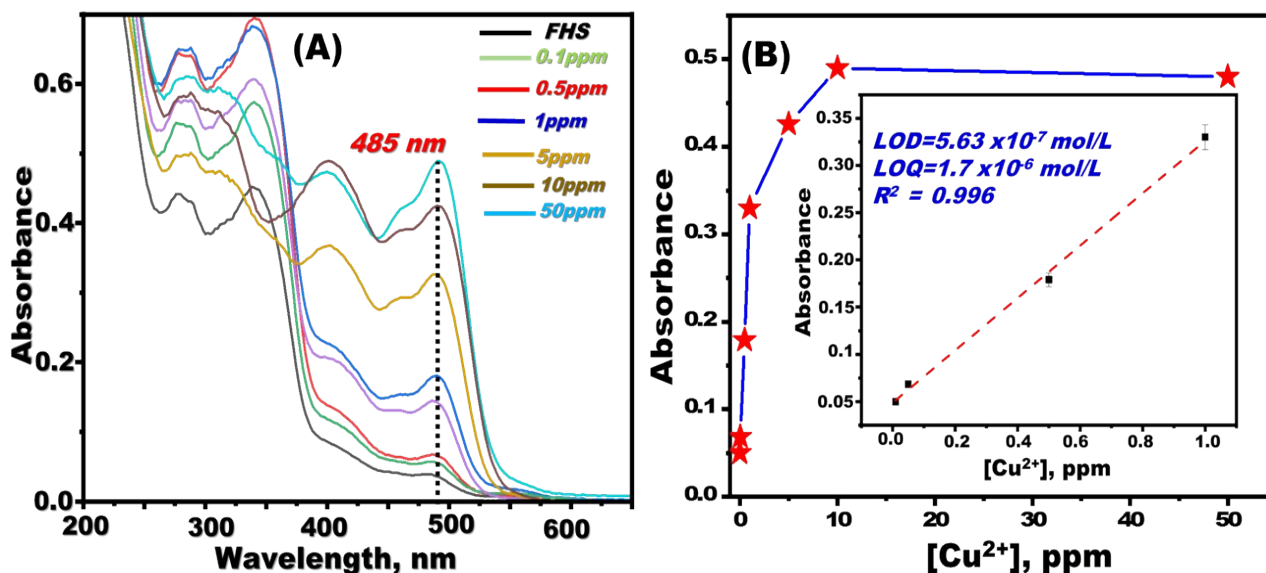 (A)
FHS
0.1ppm
0.5ppm
1ppm
5ppm
10ppm
50ppm
485 nm
Absorbance
0.6
0.4
0.2
0.0
200
300
400
500
600
Wavelength, nm
(B)
Absorbance
0.5
0.4
0.3
0.2
0.1
0.0
0
10
20
30
40
50
[Cu²⁺], ppm
LOD=5.63 x10⁻⁷ mol/L
LOQ=1.7 x10⁻⁶ mol/L
R² = 0.996
Absorbance
0.35
0.30
0.25
0.20
0.15
0.10
0.05
0.0
0.2
0.4
0.6
0.8
1.0
[Cu²⁺], ppm